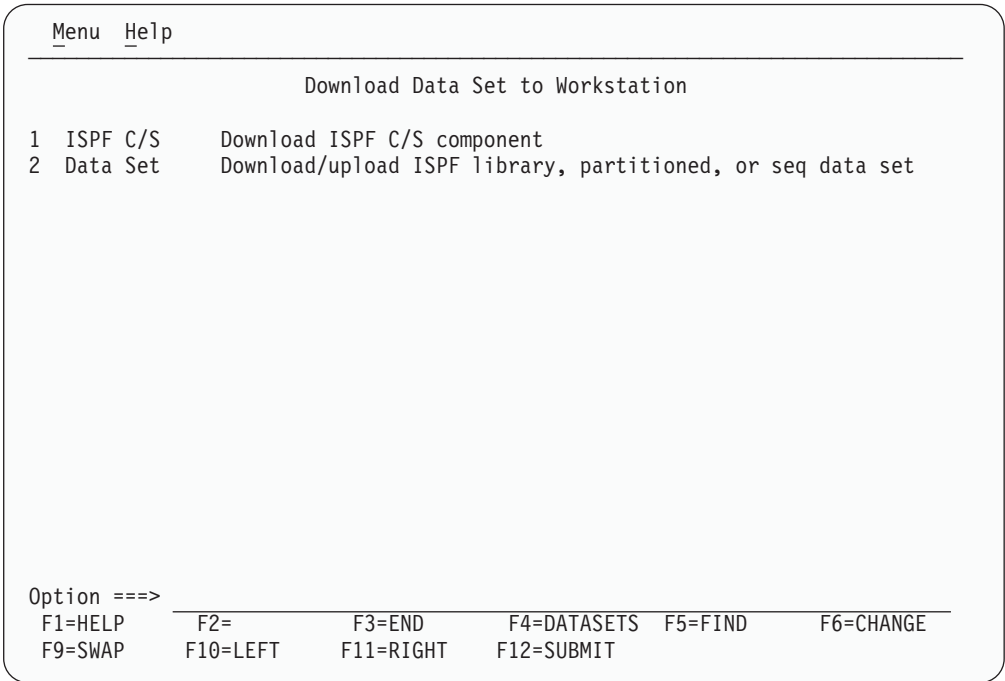 Menu Help
Download Data Set to Workstation
1 ISPF C/S Download ISPF C/S component
2 Data Set Download/upload ISPF library, partitioned, or seq data set
Option ===>
F1=HELP F2= F3=END F4=DATASETS F5=FIND F6=CHANGE
F9=SWAP F10=LEFT F11=RIGHT F12=SUBMIT